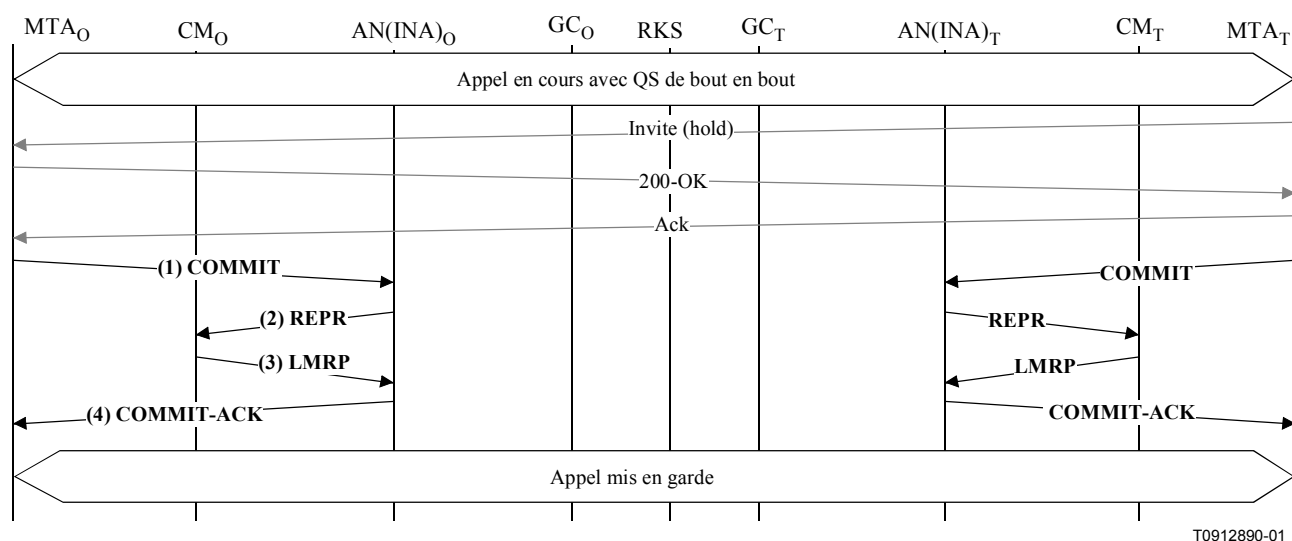 MTAO CMO AN(INA)O GCO RKS GCT AN(INA)T CMT MTAT
Appel en cours avec QS de bout en bout
Invite (hold)
200-OK
Ack
(1) COMMIT COMMIT
(2) REPR REPR
(3) LMRP LMRP
(4) COMMIT-ACK COMMIT-ACK
Appel mis en garde
T0912890-01